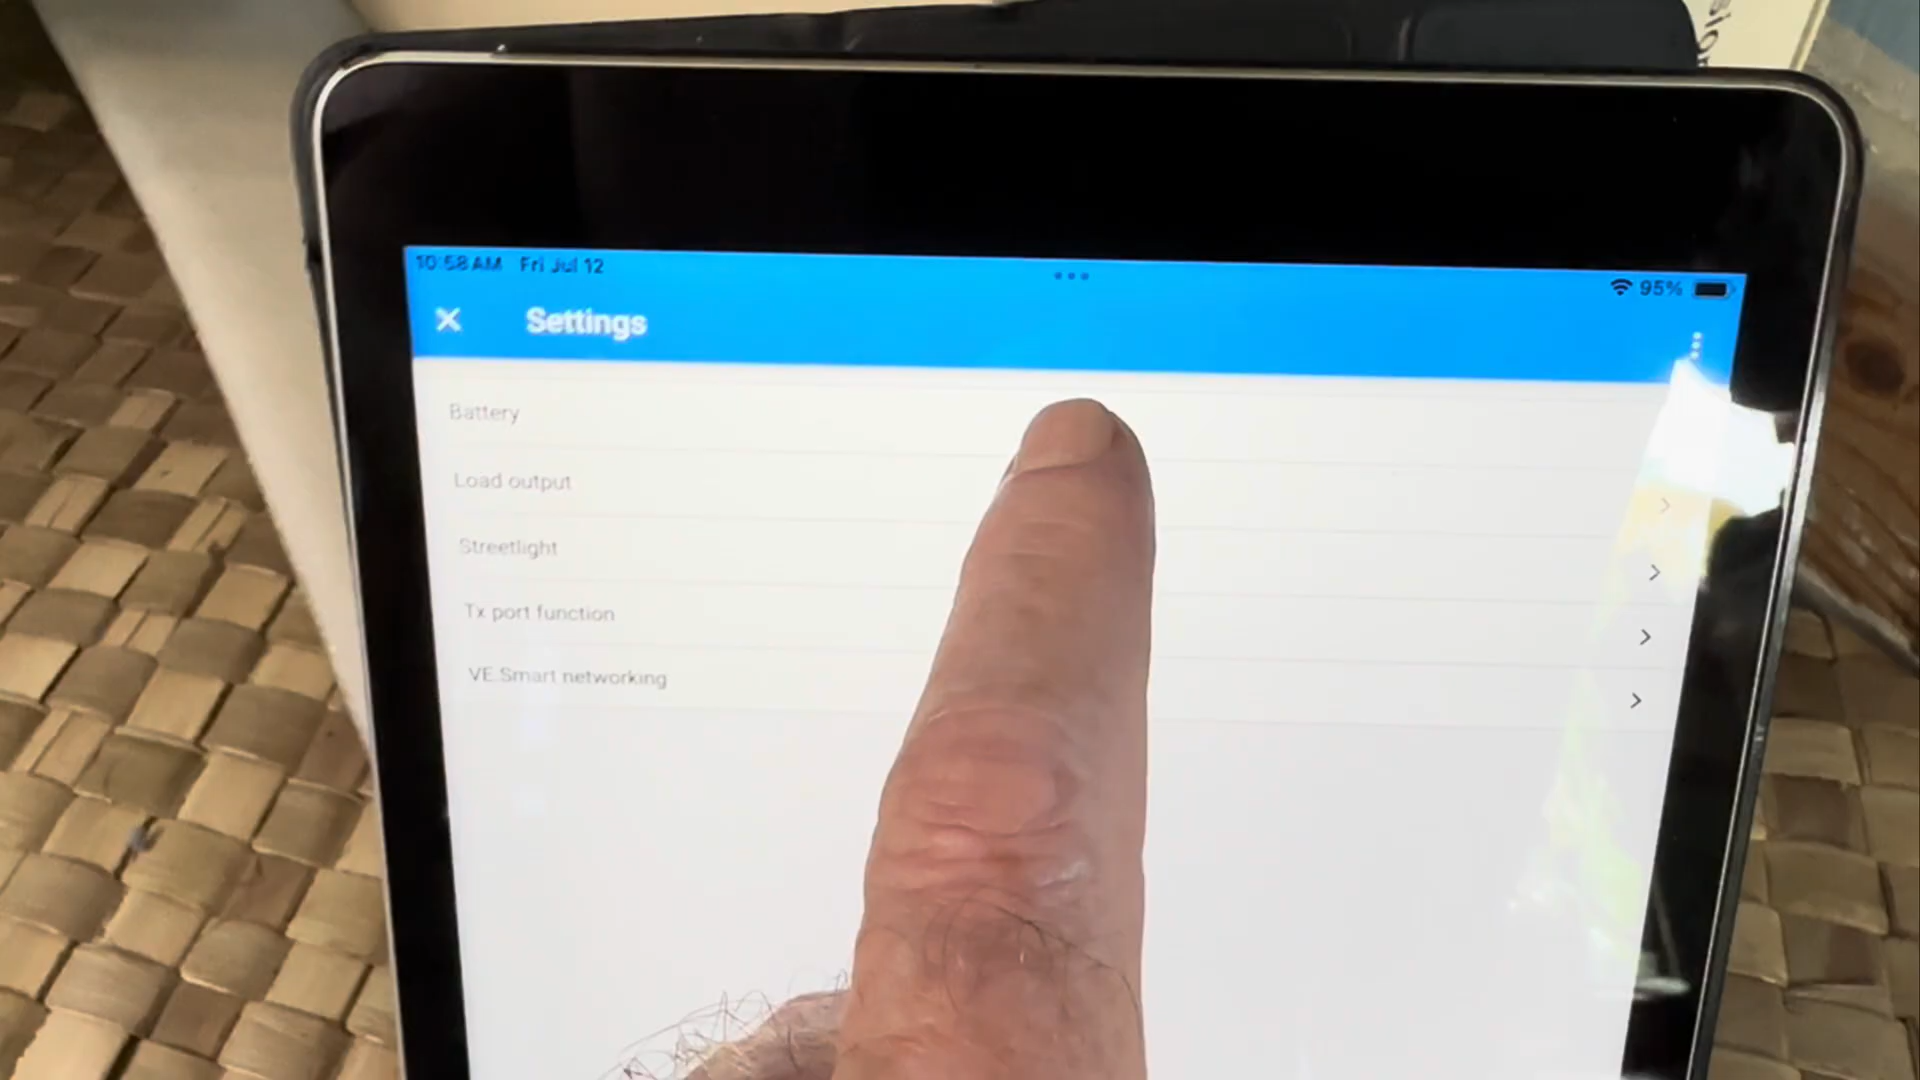 10:58 AM Fri Jul 12
95%
Settings
Battery
Load output
Streetlight
Tx port function
VE.Smart networking